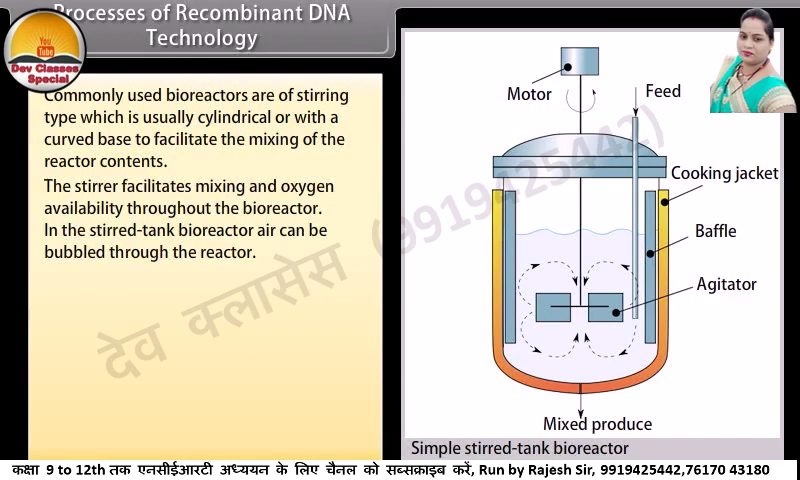 Processes of Recombinant DNA
Technology
You
Tube
Dev Classes
Special
Commonly used bioreactors are of stirring
type which is usually cylindrical or with a
curved base to facilitate the mixing of the
reactor contents.
The stirrer facilitates mixing and oxygen
availability throughout the bioreactor.
In the stirred-tank bioreactor air can be
bubbled through the reactor.
Motor
Feed
Cooking jacket
Baffle
Agitator
Mixed produce
Simple stirred-tank bioreactor
देव क्लासेस (9919425442)
कक्षा 9 to 12th तक एनसीईआरटी अध्ययन के लिए चैनल को सब्सक्राइब करें, Run by Rajesh Sir, 9919425442,76170 43180